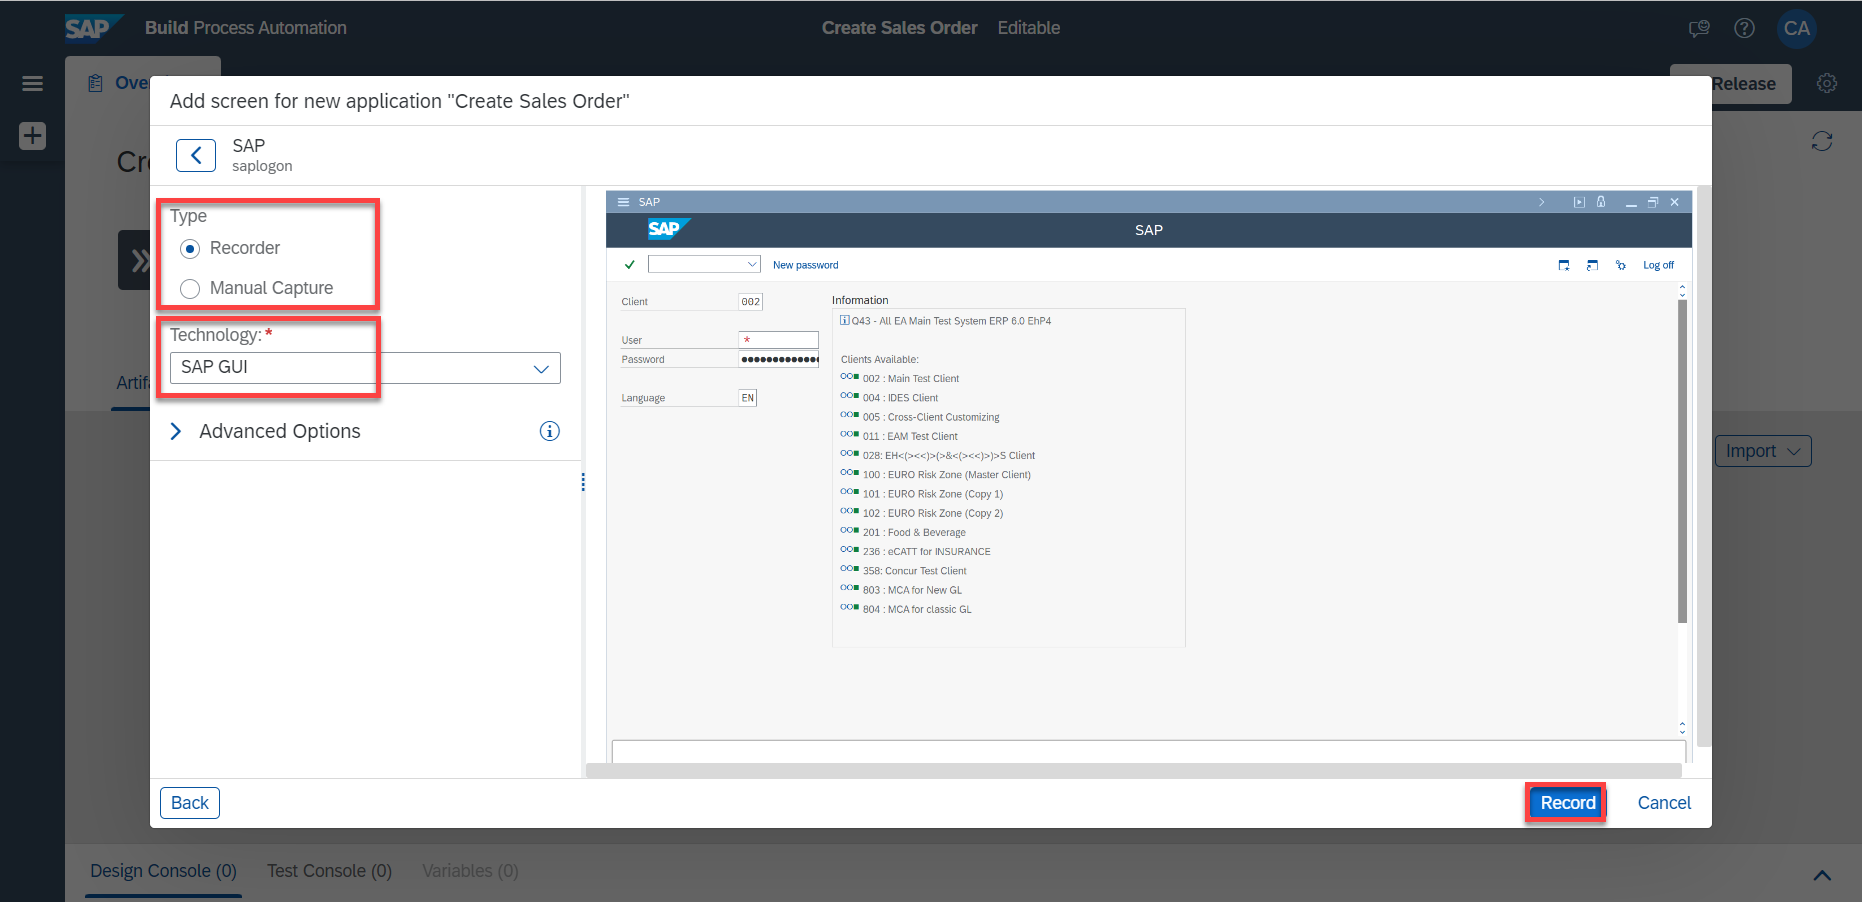 SAP Build Process Automation Create Sales Order Editable CA
Release
Add screen for new application "Create Sales Order"
SAP
saplogon
Type
Recorder
Manual Capture
Technology: *
SAP GUI
Advanced Options
SAP
SAP SAP
New password Log off
Client 002
User *
Password
Language EN
Information
Q43 - All EA Main Test System ERP 6.0 EhP4
Clients Available:
002 : Main Test Client
004 : IDES Client
005 : Cross-Client Customizing
011 : EAM Test Client
028: EH<(><<)>(>&<(><<)>)>S Client
100 : EURO Risk Zone (Master Client)
101 : EURO Risk Zone (Copy 1)
102 : EURO Risk Zone (Copy 2)
201 : Food & Beverage
236 : eCATT for INSURANCE
358: Concur Test Client
803 : MCA for New GL
804 : MCA for classic GL
Import
Back Record Cancel
Design Console (0) Test Console (0) Variables (0)